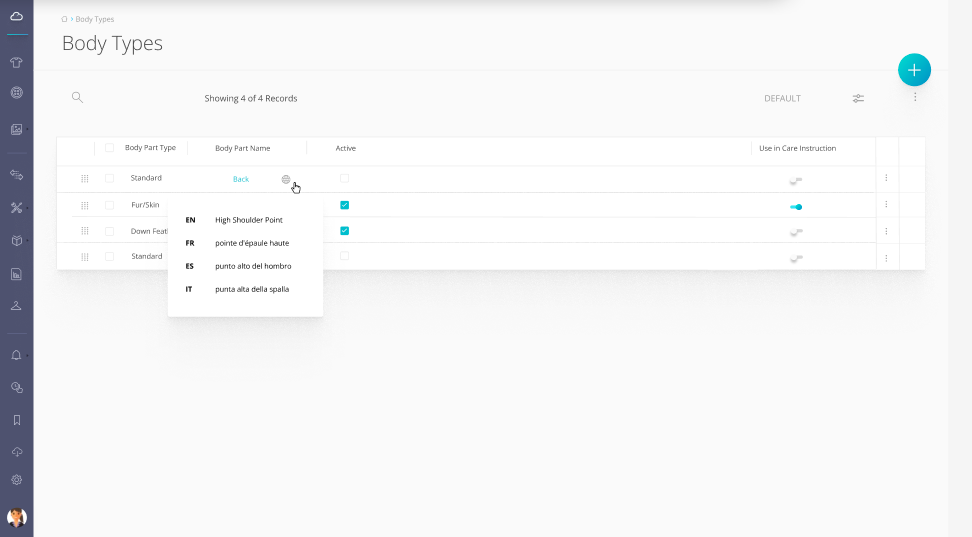 Body Types
Body Types
Showing 4 of 4 Records
DEFAULT
Body Part Type
Body Part Name
Active
Use in Care Instruction
Standard
Back
Fur/Skin
Down Feat
Standard
EN High Shoulder Point
FR pointe d'épaule haute
ES punto alto del hombro
IT punta alta della spalla